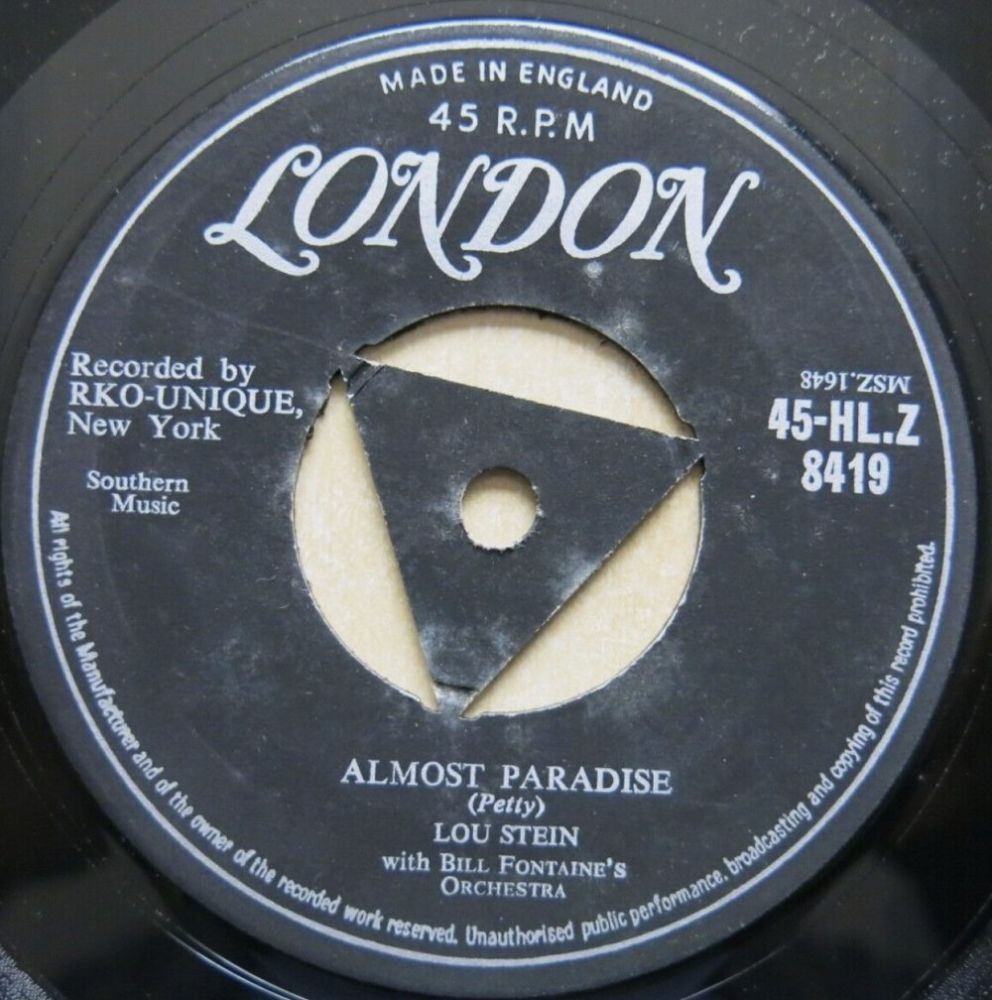 MADE IN ENGLAND
45 R.P.M
LONDON
Recorded by
RKO-UNIQUE,
New York
Southern
Music
MSZ.1648
45-HL.Z
8419
ALMOST PARADISE
(Petty)
LOU STEIN
with BILL FONTAINE'S
ORCHESTRA
All rights of the Manufacturer and of the owner of the recorded work reserved. Unauthorised public performance, broadcasting and copying of this record prohibited.